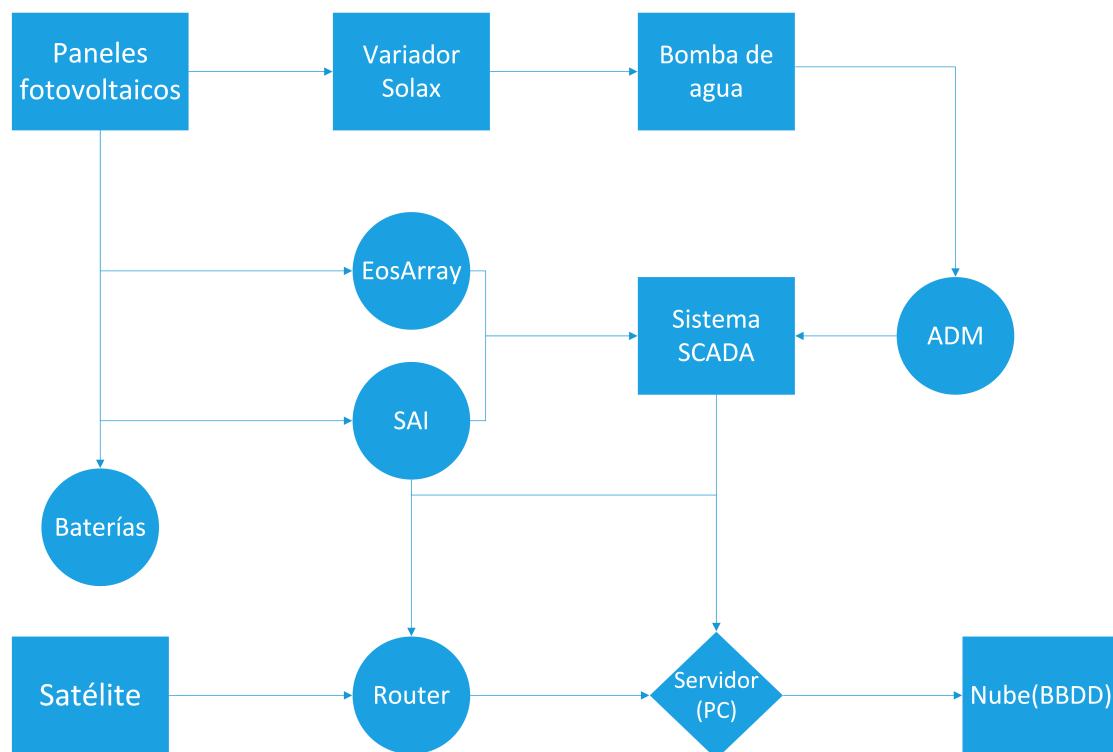 Paneles
fotovoltaicos
Variador
Solax
Bomba de
agua
EosArray
Sistema
SCADA
ADM
SAI
Baterías
Satélite
Router
Servidor
(PC)
Nube(BBDD)